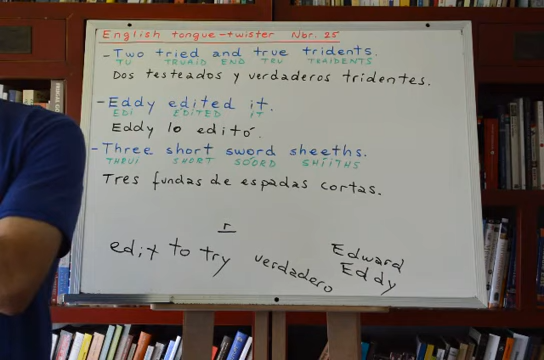 English tongue-twister Nbr. 25
- Two tried and true tridents.
TU TRUAID END TRU TRAIDENTS
Dos testeados y verdaderos tridentes.
- Eddy edited it.
EDI EDITED IT
Eddy lo editó.
- Three short sword sheeths.
THRUI SHORT SOORD SHIITHS
Tres fundas de espadas cortas.
r
edit to try verdadero
Edward
Eddy